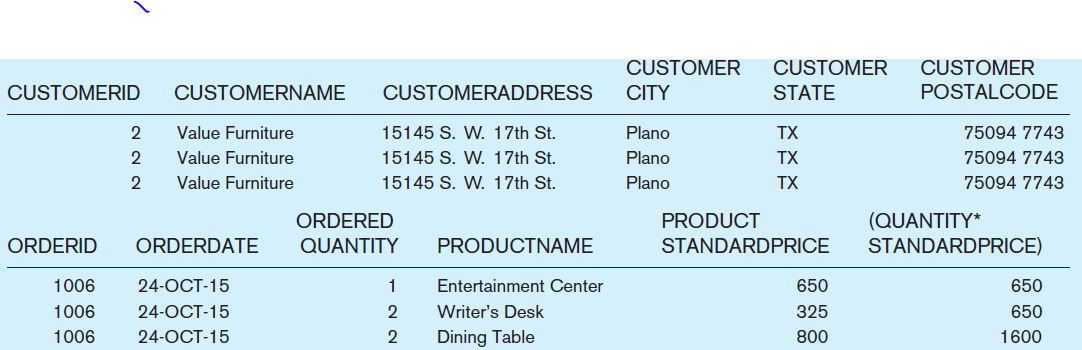 CUSTOMERID CUSTOMERNAME CUSTOMERADDRESS CUSTOMER CITY CUSTOMER STATE CUSTOMER POSTALCODE
2 Value Furniture 15145 S. W. 17th St. Plano TX 75094 7743
2 Value Furniture 15145 S. W. 17th St. Plano TX 75094 7743
2 Value Furniture 15145 S. W. 17th St. Plano TX 75094 7743
ORDERID ORDERDATE ORDERED QUANTITY PRODUCTNAME PRODUCT STANDARDPRICE (QUANTITY* STANDARDPRICE)
1006 24-OCT-15 1 Entertainment Center 650 650
1006 24-OCT-15 2 Writer's Desk 325 650
1006 24-OCT-15 2 Dining Table 800 1600